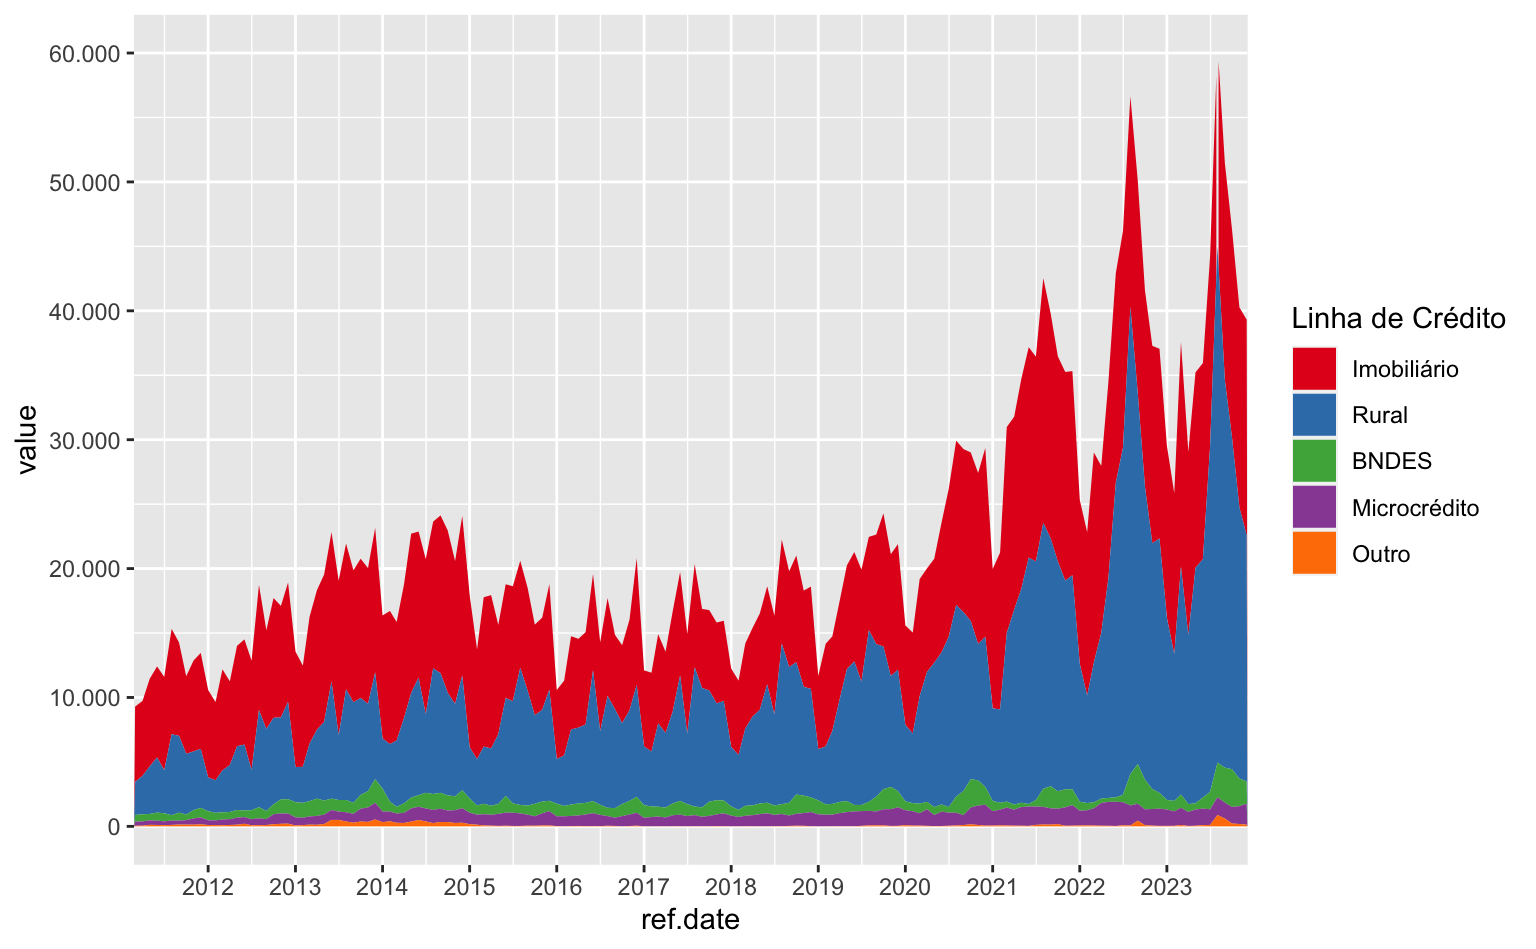 60.000
50.000
40.000
30.000
20.000
10.000
0
value
2012 2013 2014 2015 2016 2017 2018 2019 2020 2021 2022 2023
ref.date
Linha de Crédito
Imobiliário
Rural
BNDES
Microcrédito
Outro